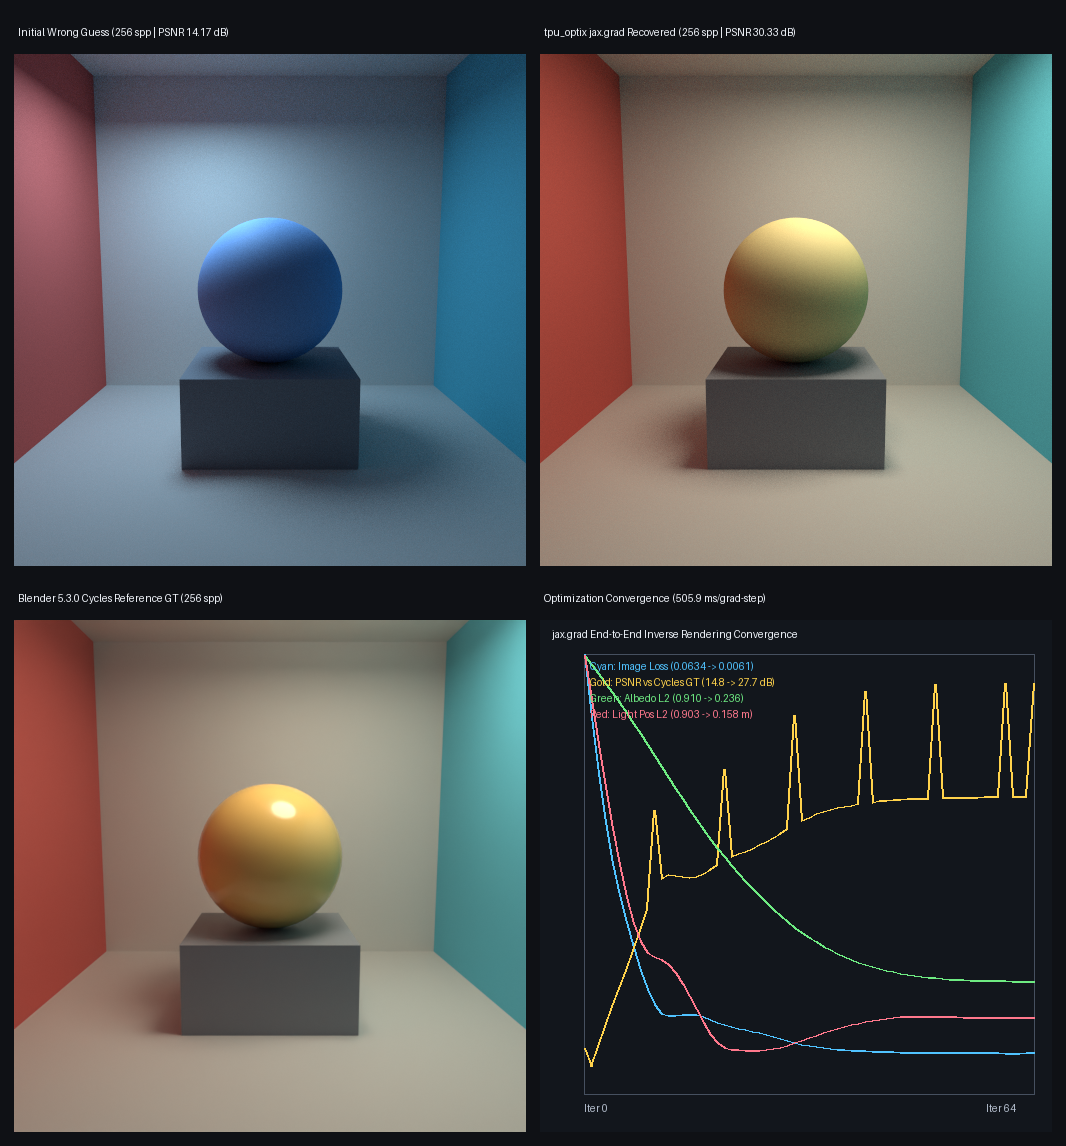 Initial Wrong Guess (256 spp | PSNR 14.17 dB)
tpu_optix jax.grad Recovered (256 spp | PSNR 30.33 dB)
Blender 5.3.0 Cycles Reference GT (256 spp)
Optimization Convergence (505.9 ms/grad-step)
jax.grad End-to-End Inverse Rendering Convergence
Cyan: Image Loss (0.0634 -> 0.0061)
Gold: PSNR vs Cycles GT (14.8 -> 27.7 dB)
Green: Albedo L2 (0.910 -> 0.236)
Red: Light Pos L2 (0.903 -> 0.158 m)
Iter 0
Iter 64